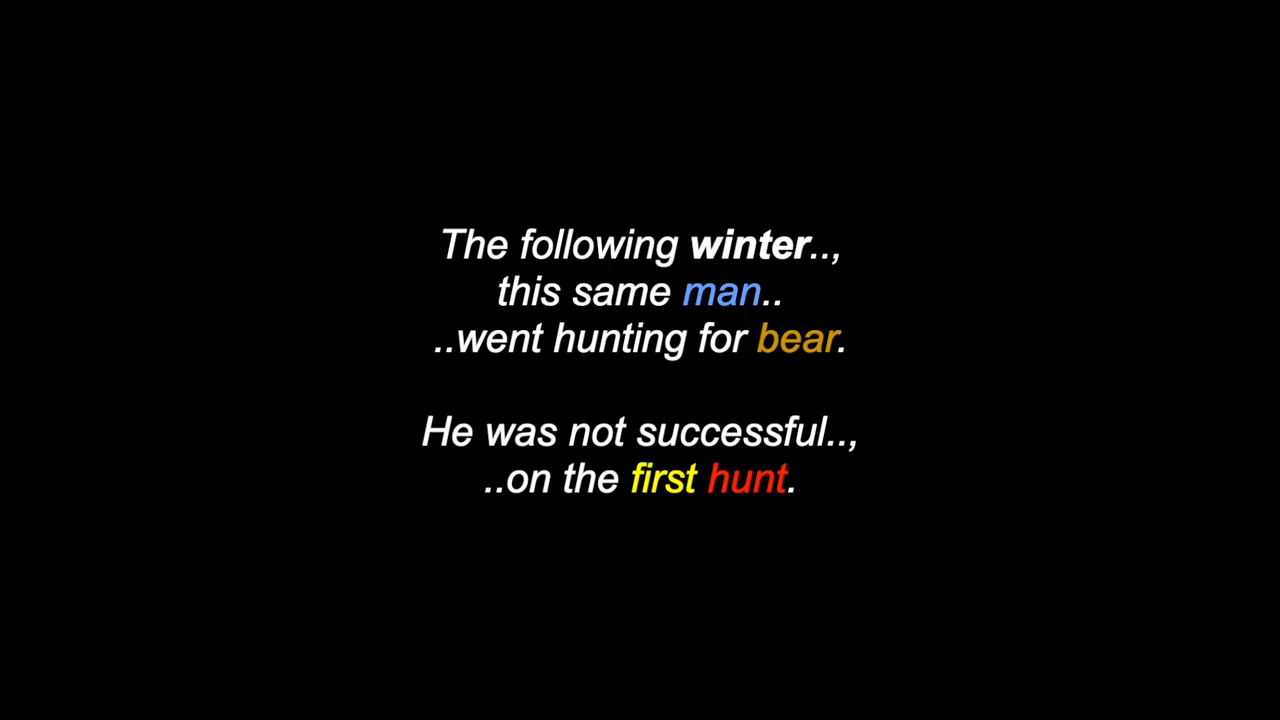 The following winter..,
this same man..
..went hunting for bear.
He was not successful..,
..on the first hunt.